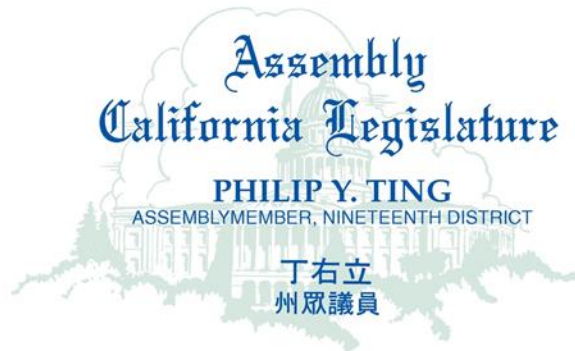 Assembly
California Legislature
PHILIP Y. TING
ASSEMBLYMEMBER, NINETEENTH DISTRICT
丁右立
州眾議員